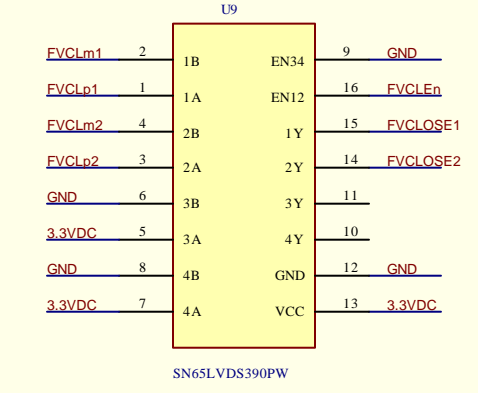 U9
FVCLm1 2 1B EN34 9 GND
FVCLp1 1 1A EN12 16 FVCLEn
FVCLm2 4 2B 1Y 15 FVCLOSE1
FVCLp2 3 2A 2Y 14 FVCLOSE2
GND 6 3B 3Y 11
3.3VDC 5 3A 4Y 10
GND 8 4B GND 12 GND
3.3VDC 7 4A VCC 13 3.3VDC
SN65LVDS390PW